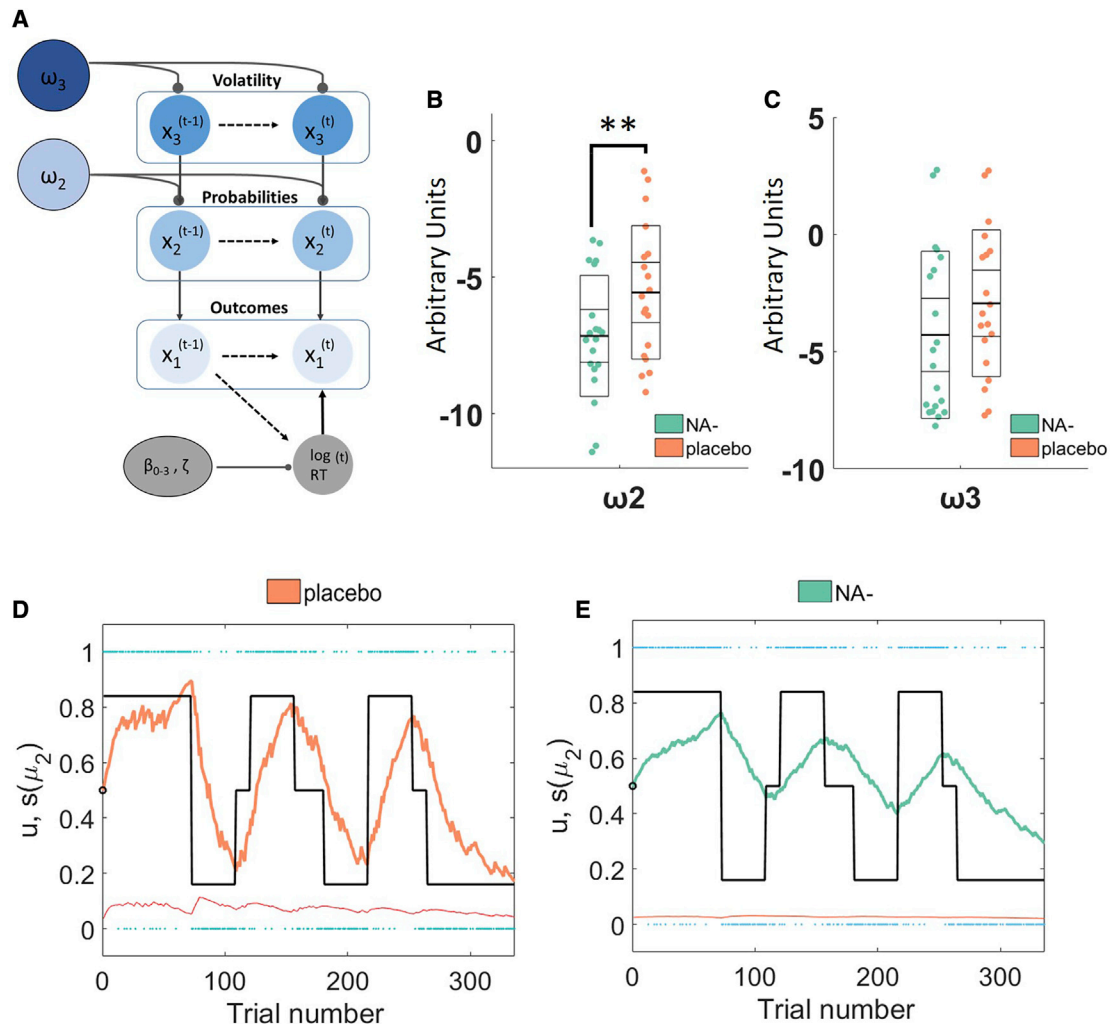 A
ω3
Volatility
x3(t-1)
x3(t)
ω2
Probabilities
x2(t-1)
x2(t)
Outcomes
x1(t-1)
x1(t)
β0-3 , ζ
log(t)
RT
B
Arbitrary Units
0
-5
-10
**
NA-
placebo
ω2
C
Arbitrary Units
5
0
-5
-10
NA-
placebo
ω3
D
placebo
u, s(μ2)
1
0.8
0.6
0.4
0.2
0
0 100 200 300
Trial number
E
NA-
u, s(μ2)
1
0.8
0.6
0.4
0.2
0
0 100 200 300
Trial number